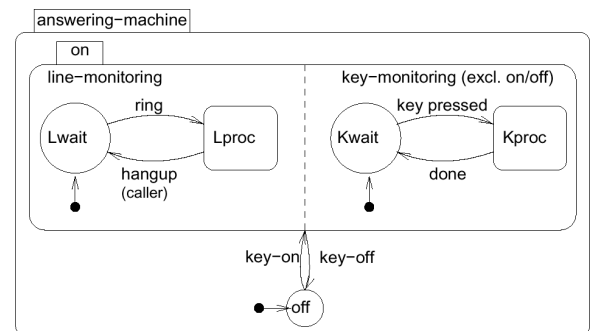 answering-machine
on
line-monitoring
key-monitoring (excl. on/off)
ring
key pressed
Lwait
Lproc
Kwait
Kproc
hangup
(caller)
done
key-on
key-off
off